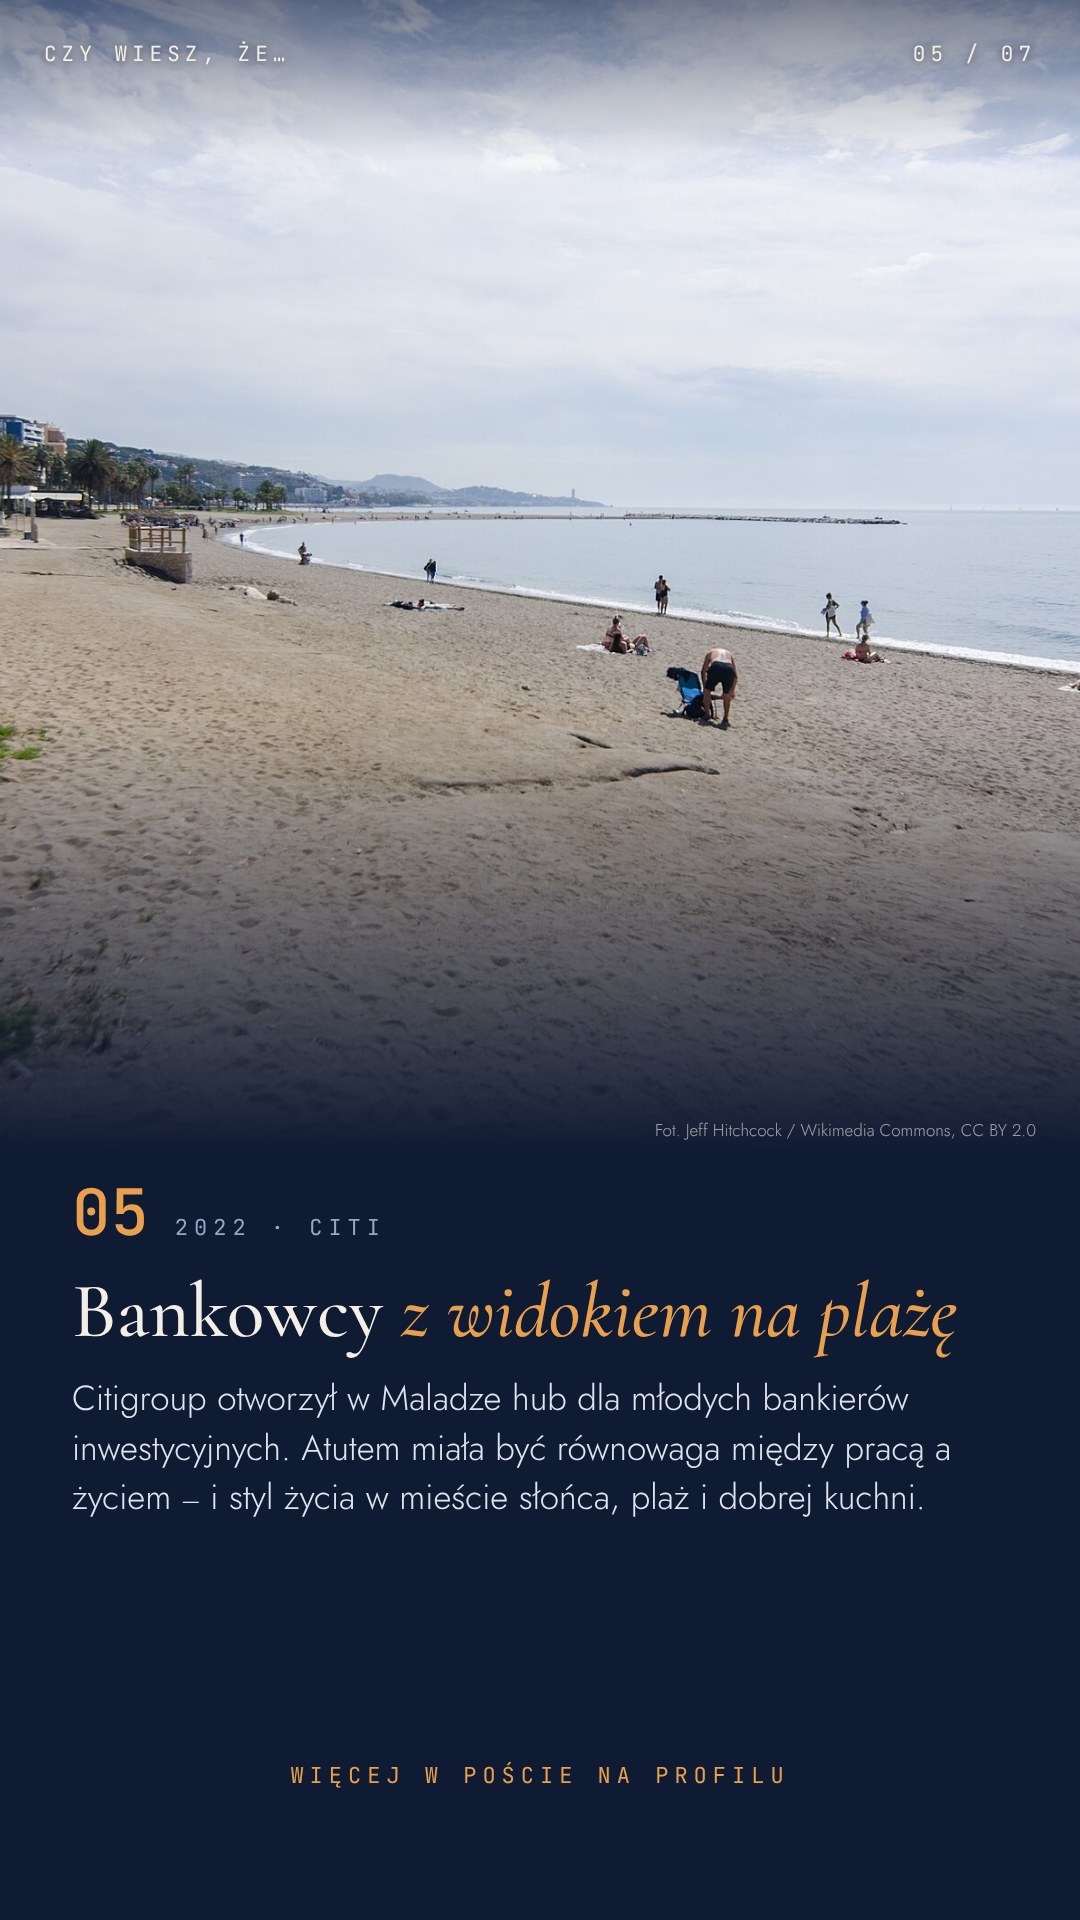 CZY WIESZ, ŻE…
05 / 07
Fot. Jeff Hitchcock / Wikimedia Commons, CC BY 2.0
05 2022 · CITI
Bankowcy z widokiem na plażę
Citigroup otworzył w Maladze hub dla młodych bankierów
inwestycyjnych. Atutem miała być równowaga między pracą a
życiem – i styl życia w mieście słońca, plaż i dobrej kuchni.
WIĘCEJ W POŚCIE NA PROFILU